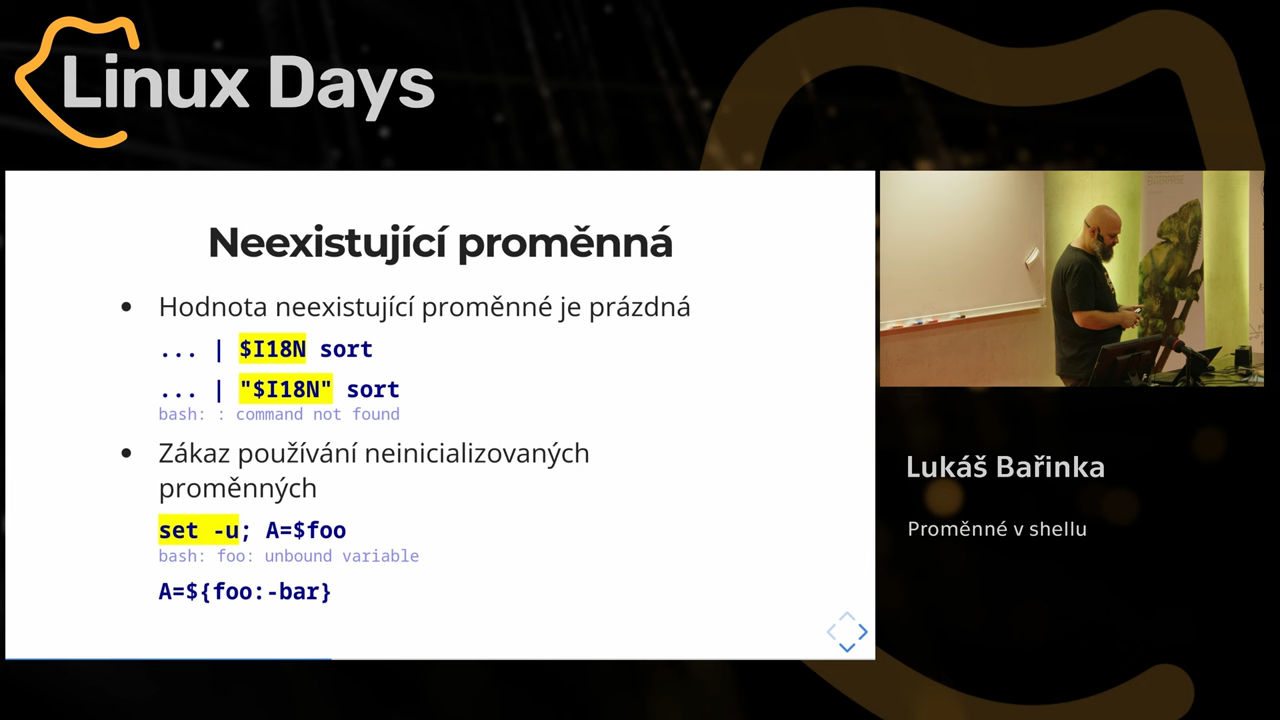 Linux Days
Neexistující proměnná
Hodnota neexistující proměnné je prázdná
... | $I18N sort
... | "$I18N" sort
bash: : command not found
Zákaz používání neinicializovaných
proměnných
set -u; A=$foo
bash: foo: unbound variable
A=${foo:-bar}
ENTERPRISE
Lukáš Bařinka
Proměnné v shellu